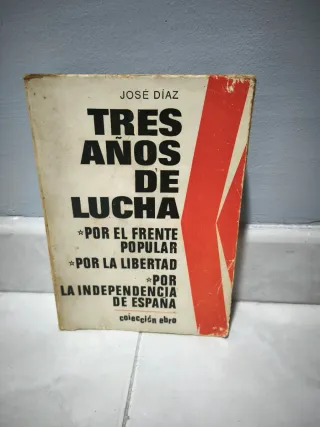 JOSÉ DÍAZ
TRES
AÑOS
DE
LUCHA
*POR EL FRENTE
POPULAR
*POR LA LIBERTAD
*POR
LA INDEPENDENCIA
DE ESPAÑA
colección ebro